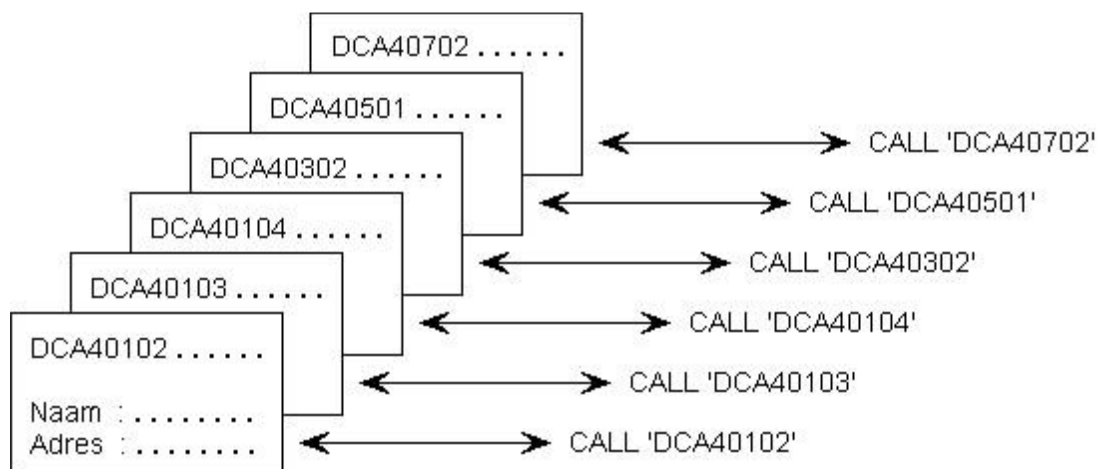 DCA40702 . . . . . .
DCA40501 . . . . . .
CALL 'DCA40702'
DCA40302 . . . . . .
CALL 'DCA40501'
DCA40104 . . . . . .
CALL 'DCA40302'
DCA40103 . . . . . .
CALL 'DCA40104'
DCA40102 . . . . . .
CALL 'DCA40103'
Naam : . . . . . . . .
Adres : . . . . . . . .
CALL 'DCA40102'